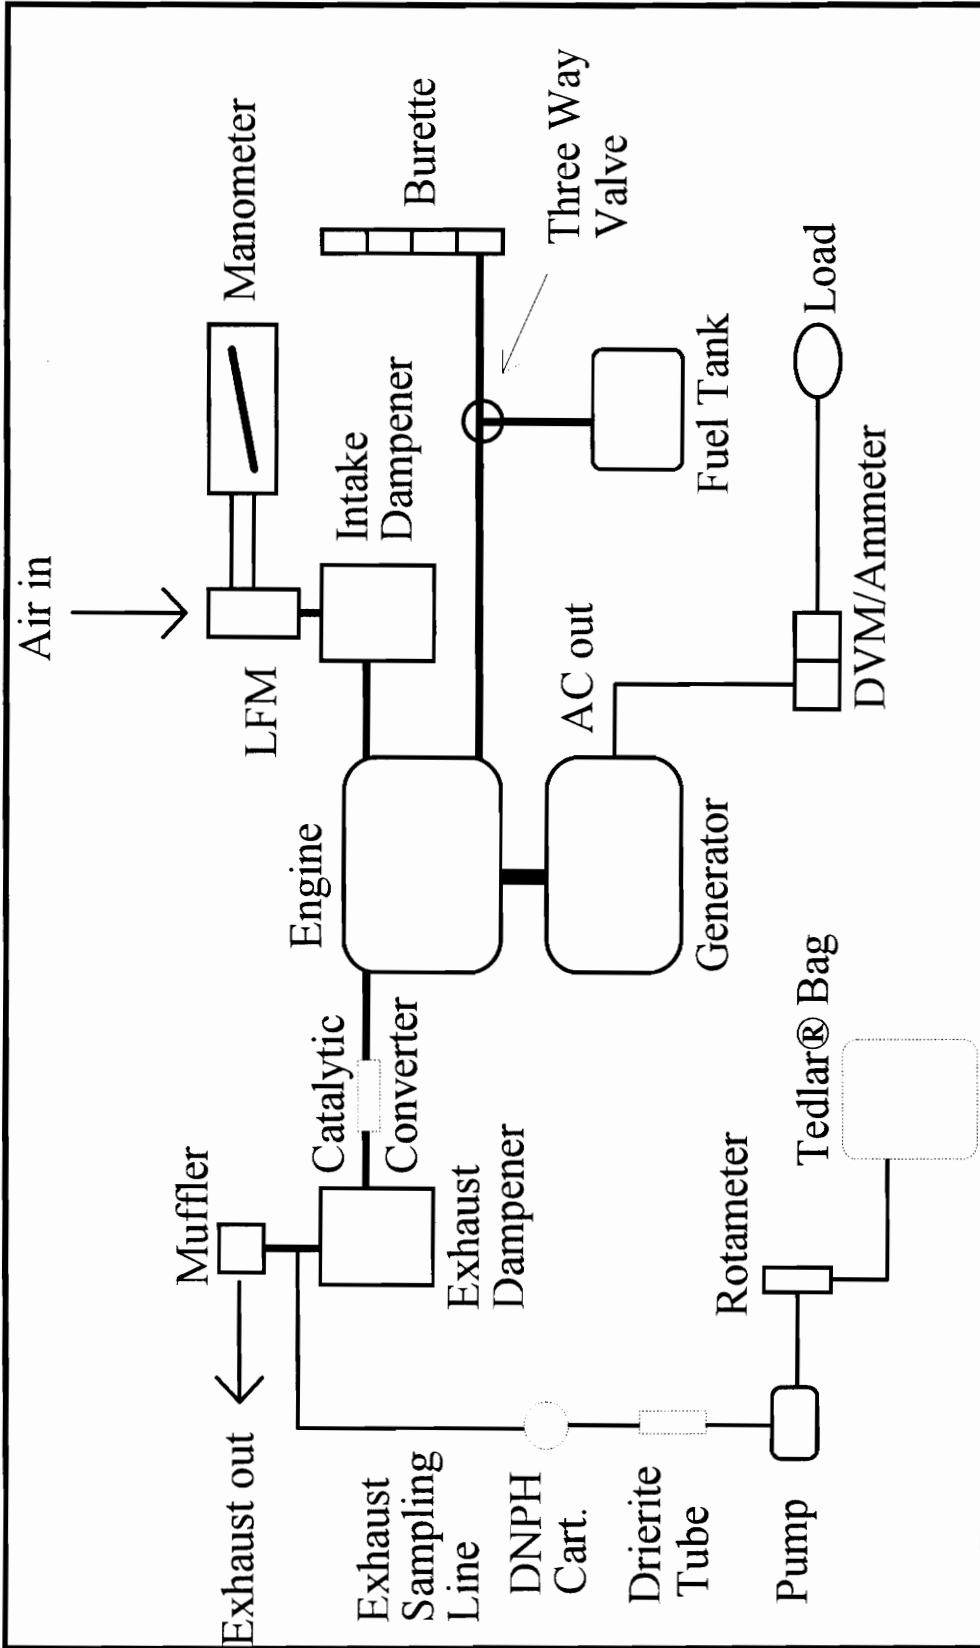 Air in
Manometer
LFM
Burette
Intake
Dampener
Three Way
Valve
Fuel Tank
Load
DVM/Ammeter
AC out
Engine
Generator
Catalytic
Converter
Muffler
Exhaust
Dampener
Exhaust out
Exhaust
Sampling
Line
DNPH
Cart.
Drierite
Tube
Pump
Rotameter
Tedlar® Bag